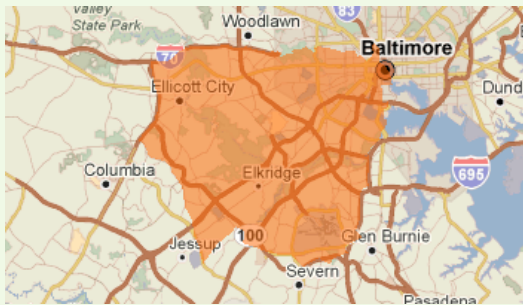 Valley
State Park
Woodlawn
83
Baltimore
70
Ellicott City
Dund
Columbia
Elkridge
695
100
Jessup
Glen Burnie
Severn
Pasadena